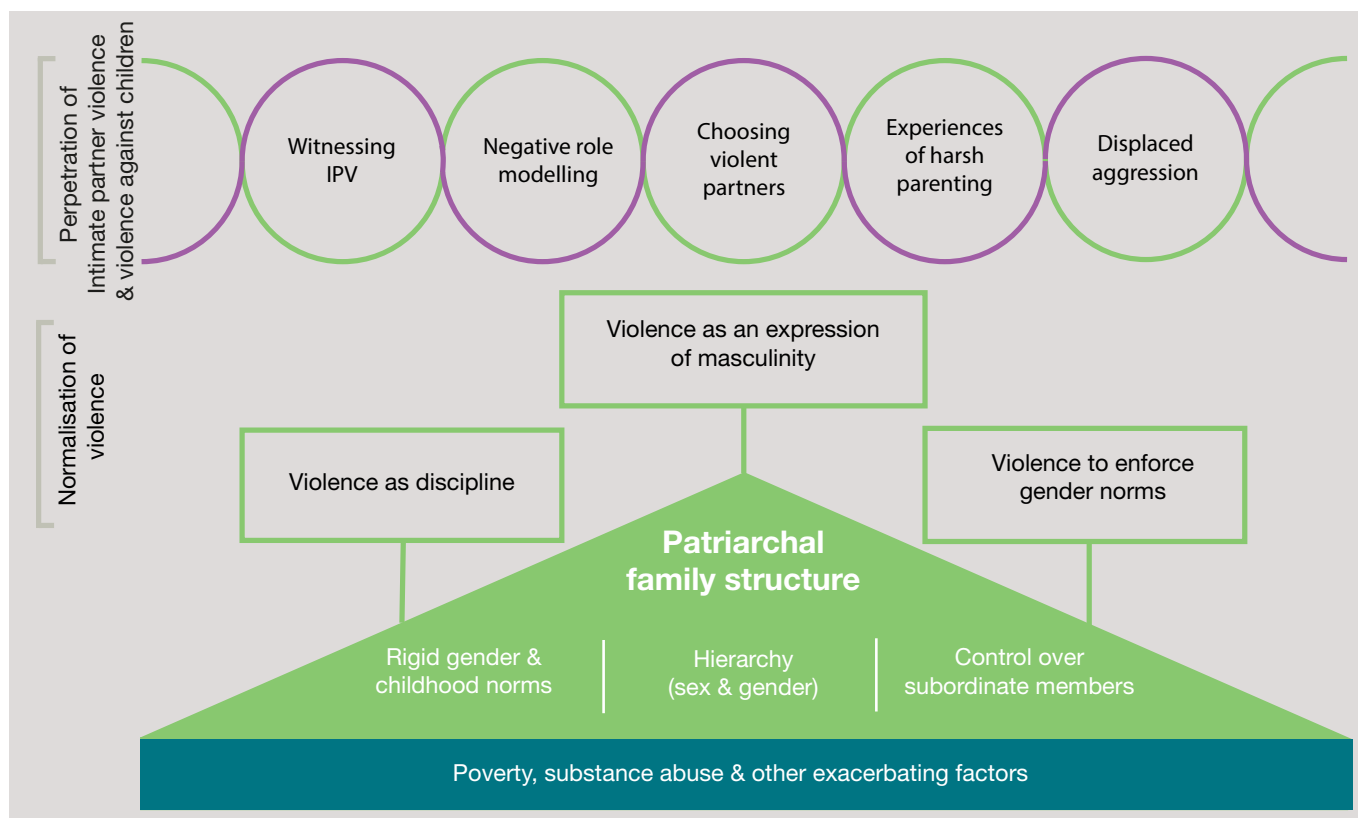 Perpetration of
Intimate partner violence
& violence against children
Witnessing
IPV
Negative role
modelling
Choosing
violent
partners
Experiences
of harsh
parenting
Displaced
aggression
Normalisation of
violence
Violence as an expression
of masculinity
Violence as discipline
Violence to enforce
gender norms
Patriarchal
family structure
Rigid gender &
childhood norms
Hierarchy
(sex & gender)
Control over
subordinate members
Poverty, substance abuse & other exacerbating factors